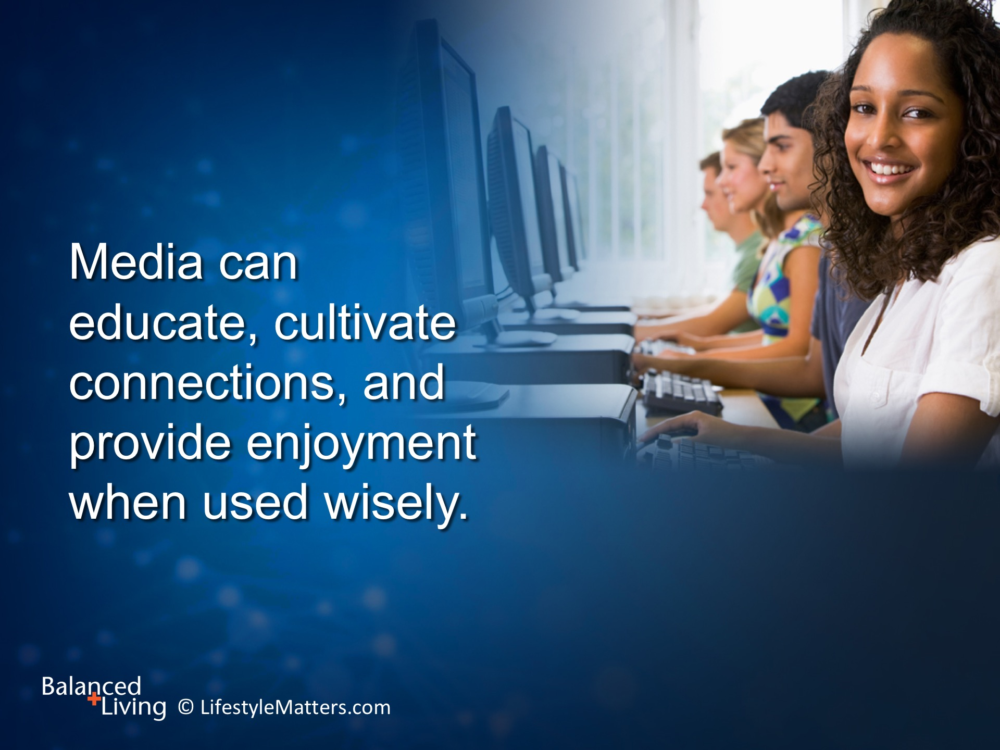 Media can
educate, cultivate
connections, and
provide enjoyment
when used wisely.
Balanced
Living © LifestyleMatters.com